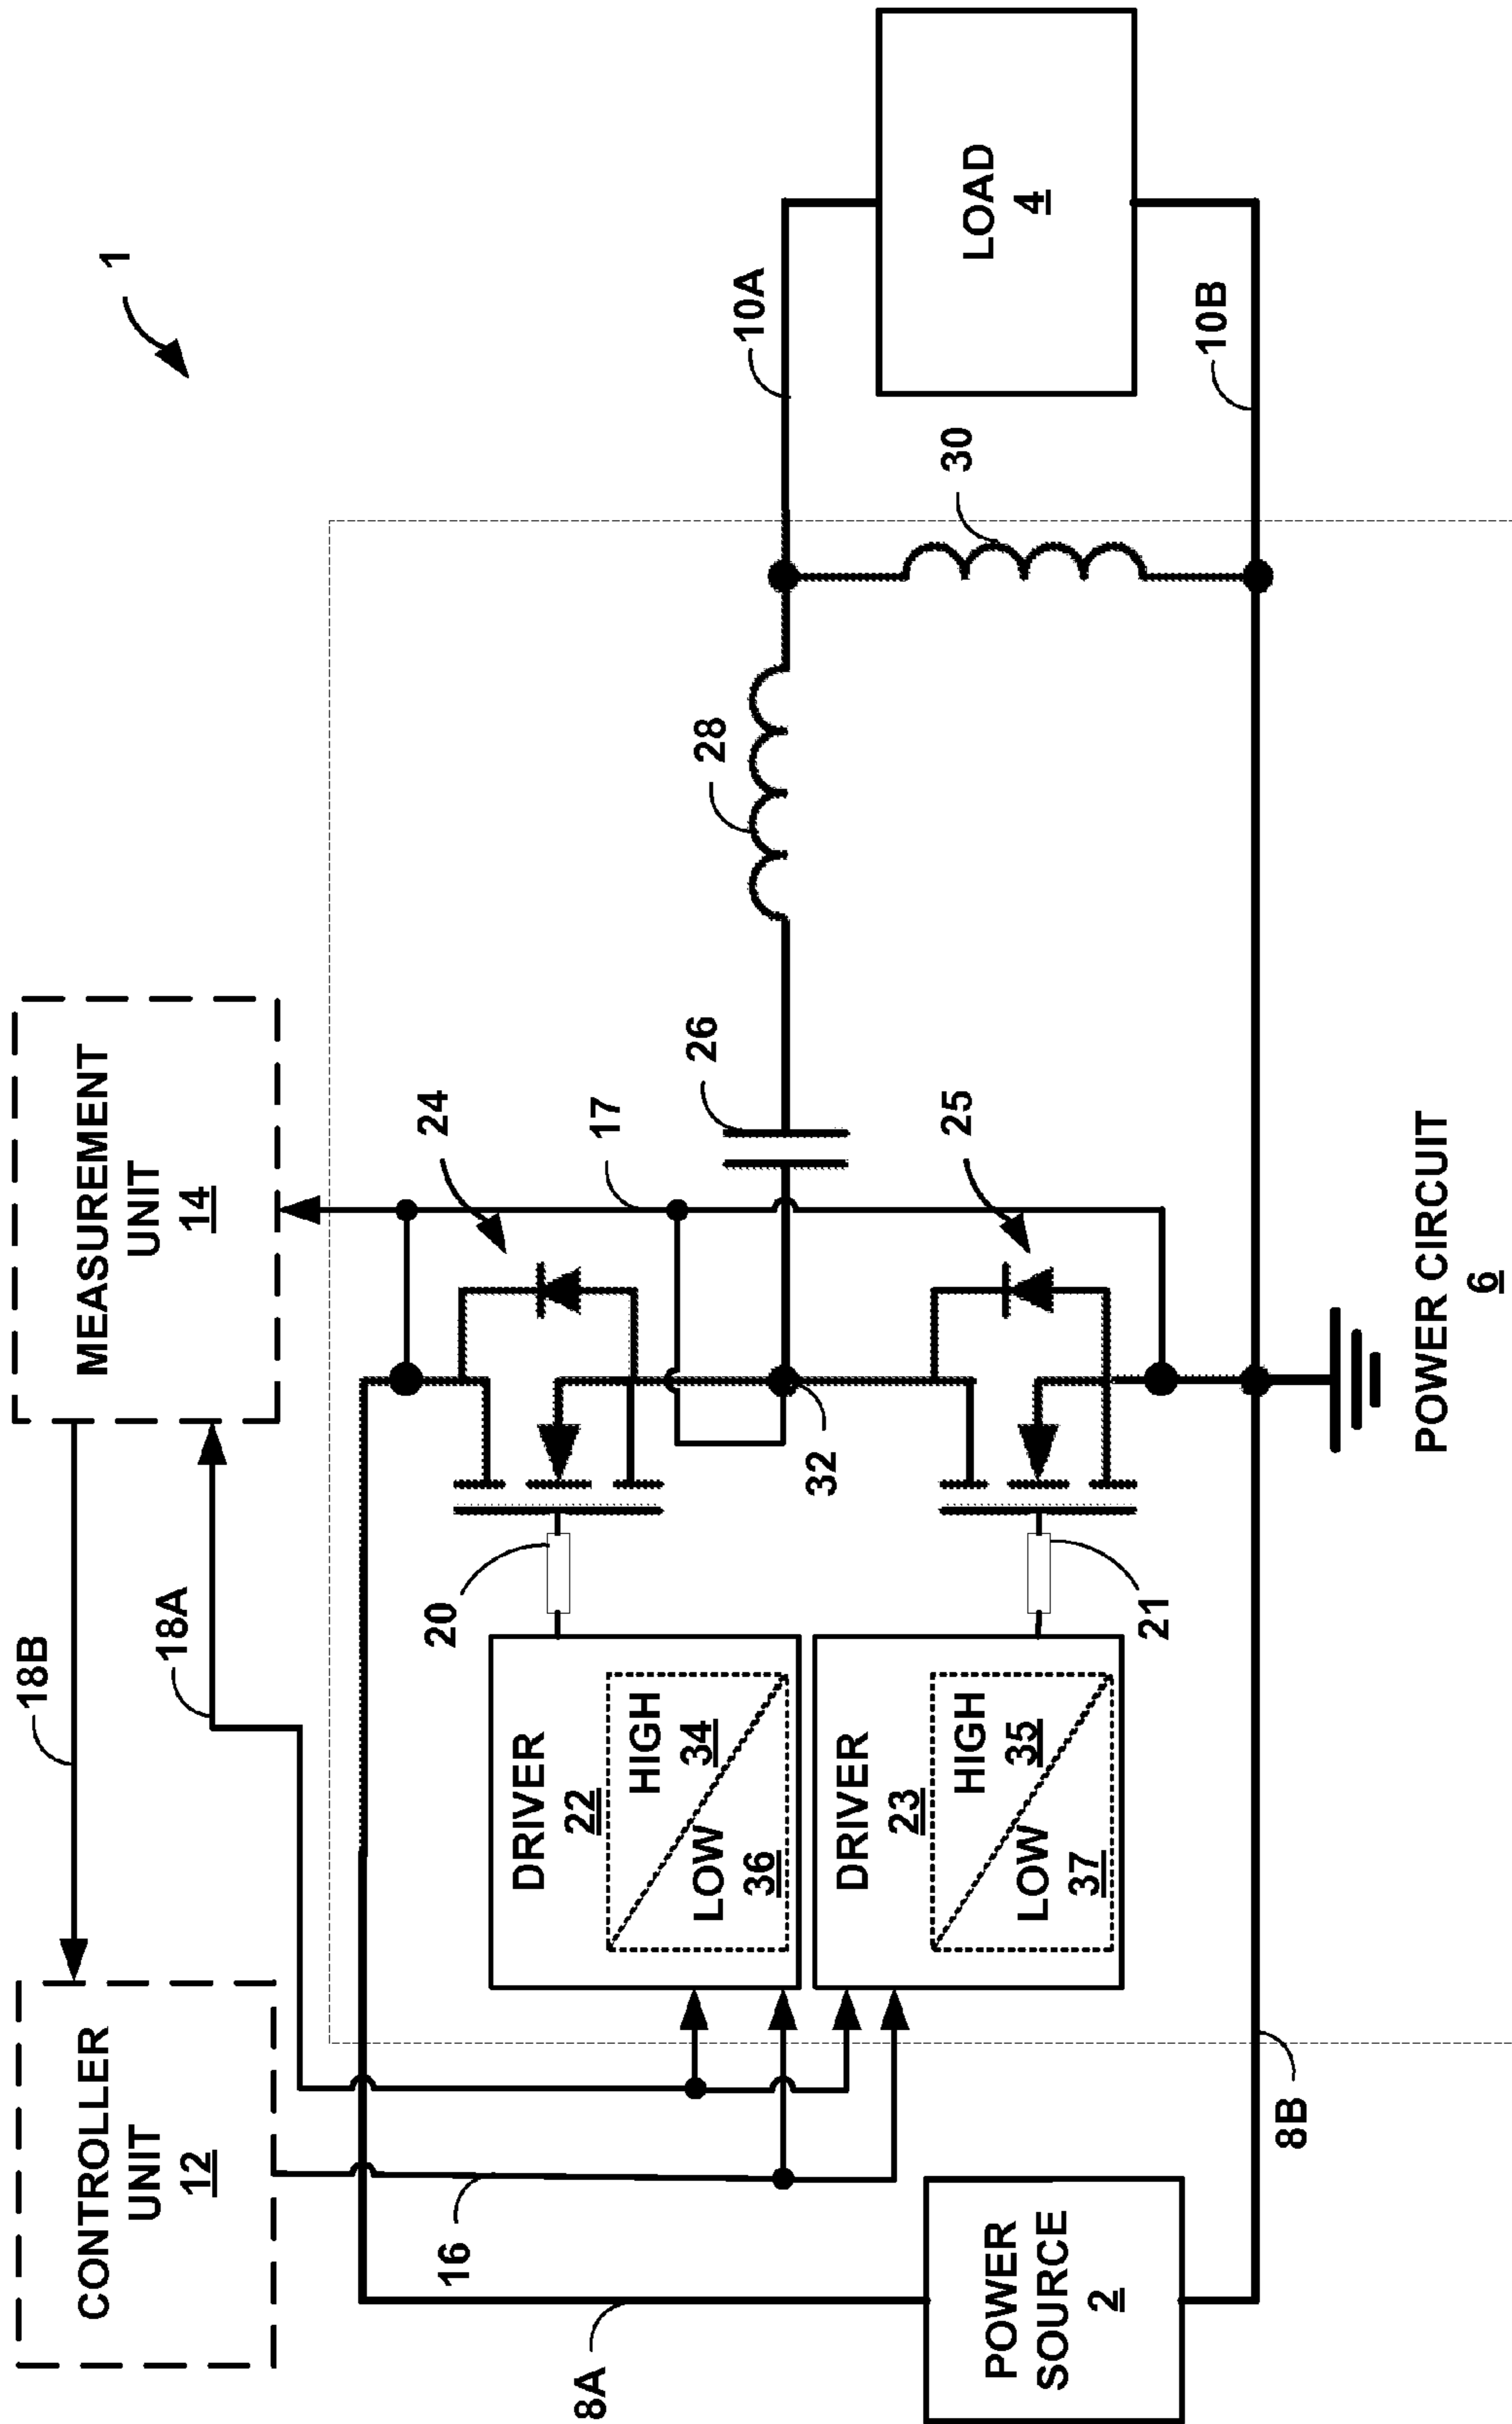 1
CONTROLLER
UNIT
12
18B
MEASUREMENT
UNIT
14
18A
16
8A
24
17
20
DRIVER
22
HIGH
34
LOW
36
DRIVER
23
HIGH
35
LOW
37
21
32
25
26
28
30
10A
10B
LOAD
4
POWER
SOURCE
2
8B
POWER CIRCUIT
6